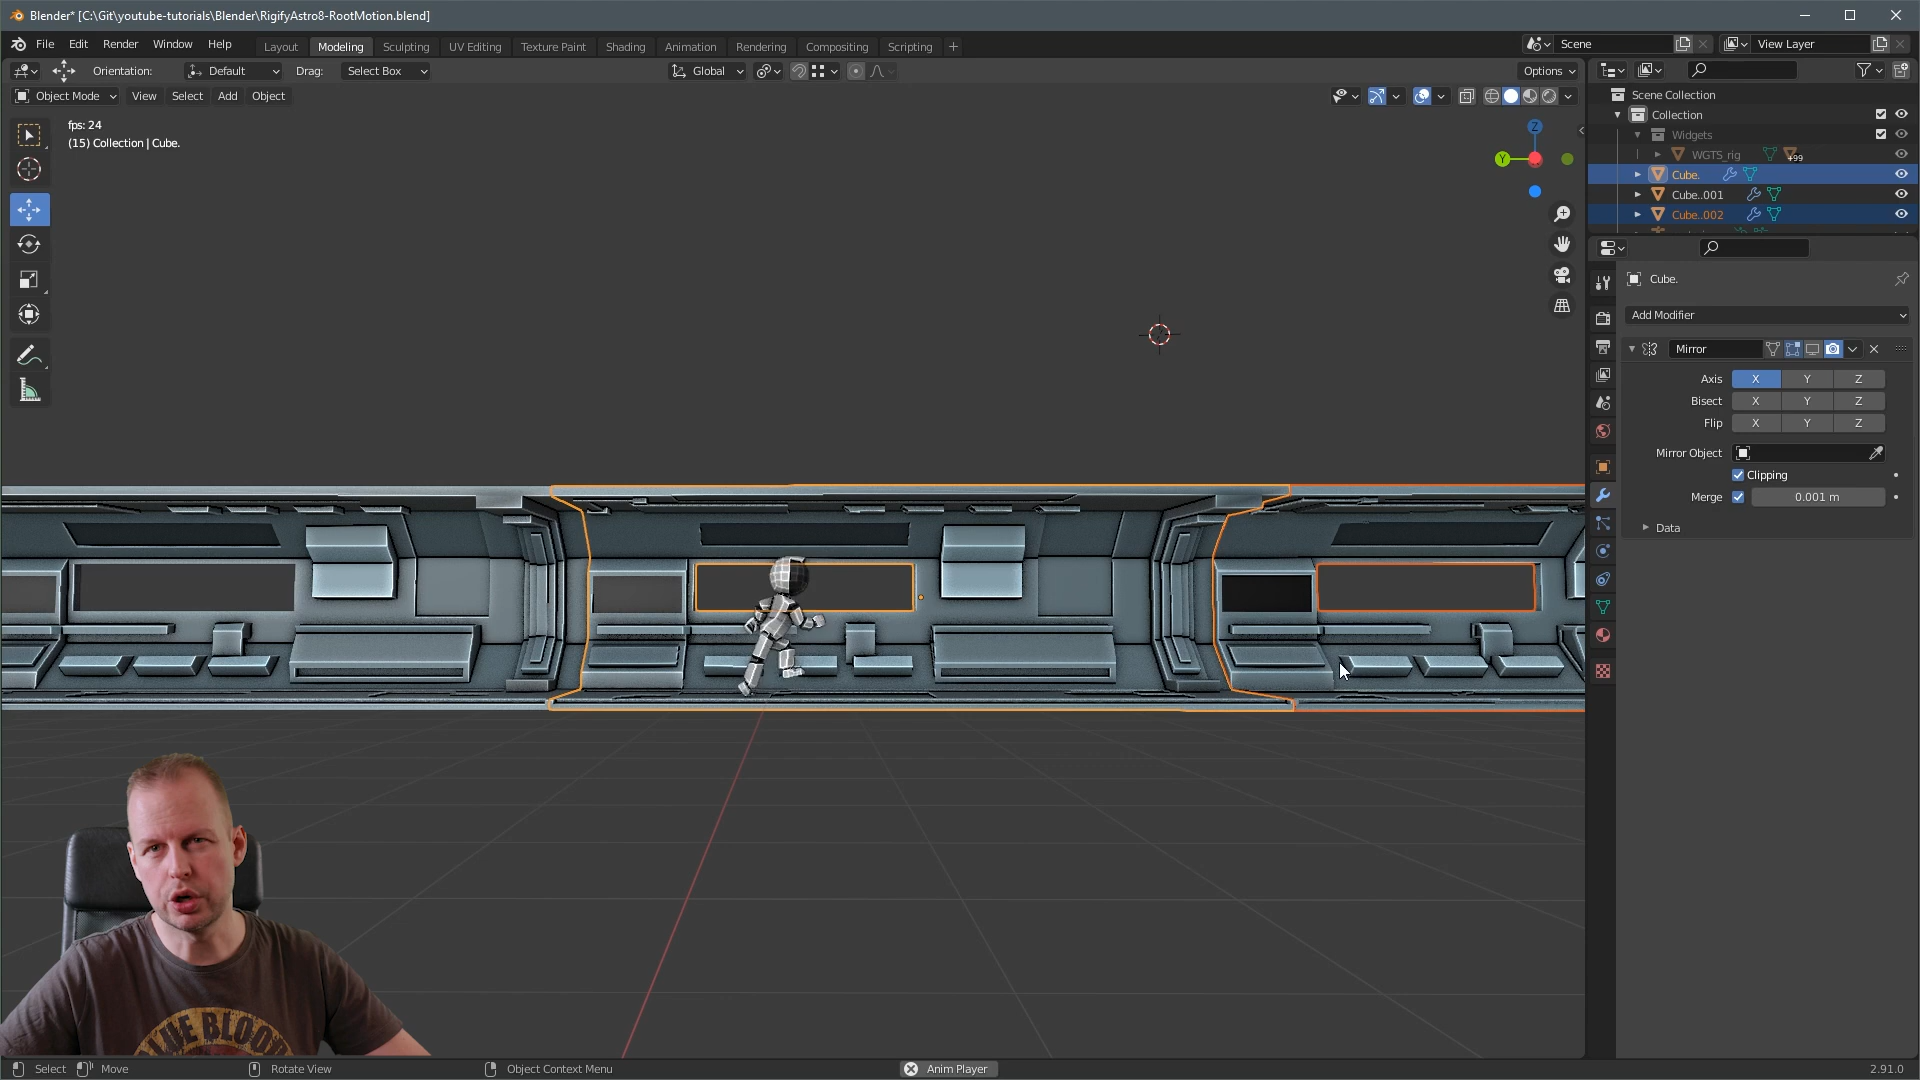 Blender* [C:\Git\youtube-tutorials\Blender\RigifyAstro8-RootMotion.blend]
File Edit Render Window Help Layout Modeling Sculpting UV Editing Texture Paint Shading Animation Rendering Compositing Scripting + Scene View Layer
Orientation: Default Drag: Select Box Global Options
Object Mode View Select Add Object
fps: 24
(15) Collection | Cube.
Z
Y
Scene Collection
Collection
Widgets
WGTS_rig +99
Cube.
Cube..001
Cube..002
Cube.
Add Modifier
Mirror
Axis X Y Z
Bisect X Y Z
Flip X Y Z
Mirror Object
Clipping
Merge 0.001 m
Data
BLOO
Select Move Rotate View Object Context Menu Anim Player 2.91.0